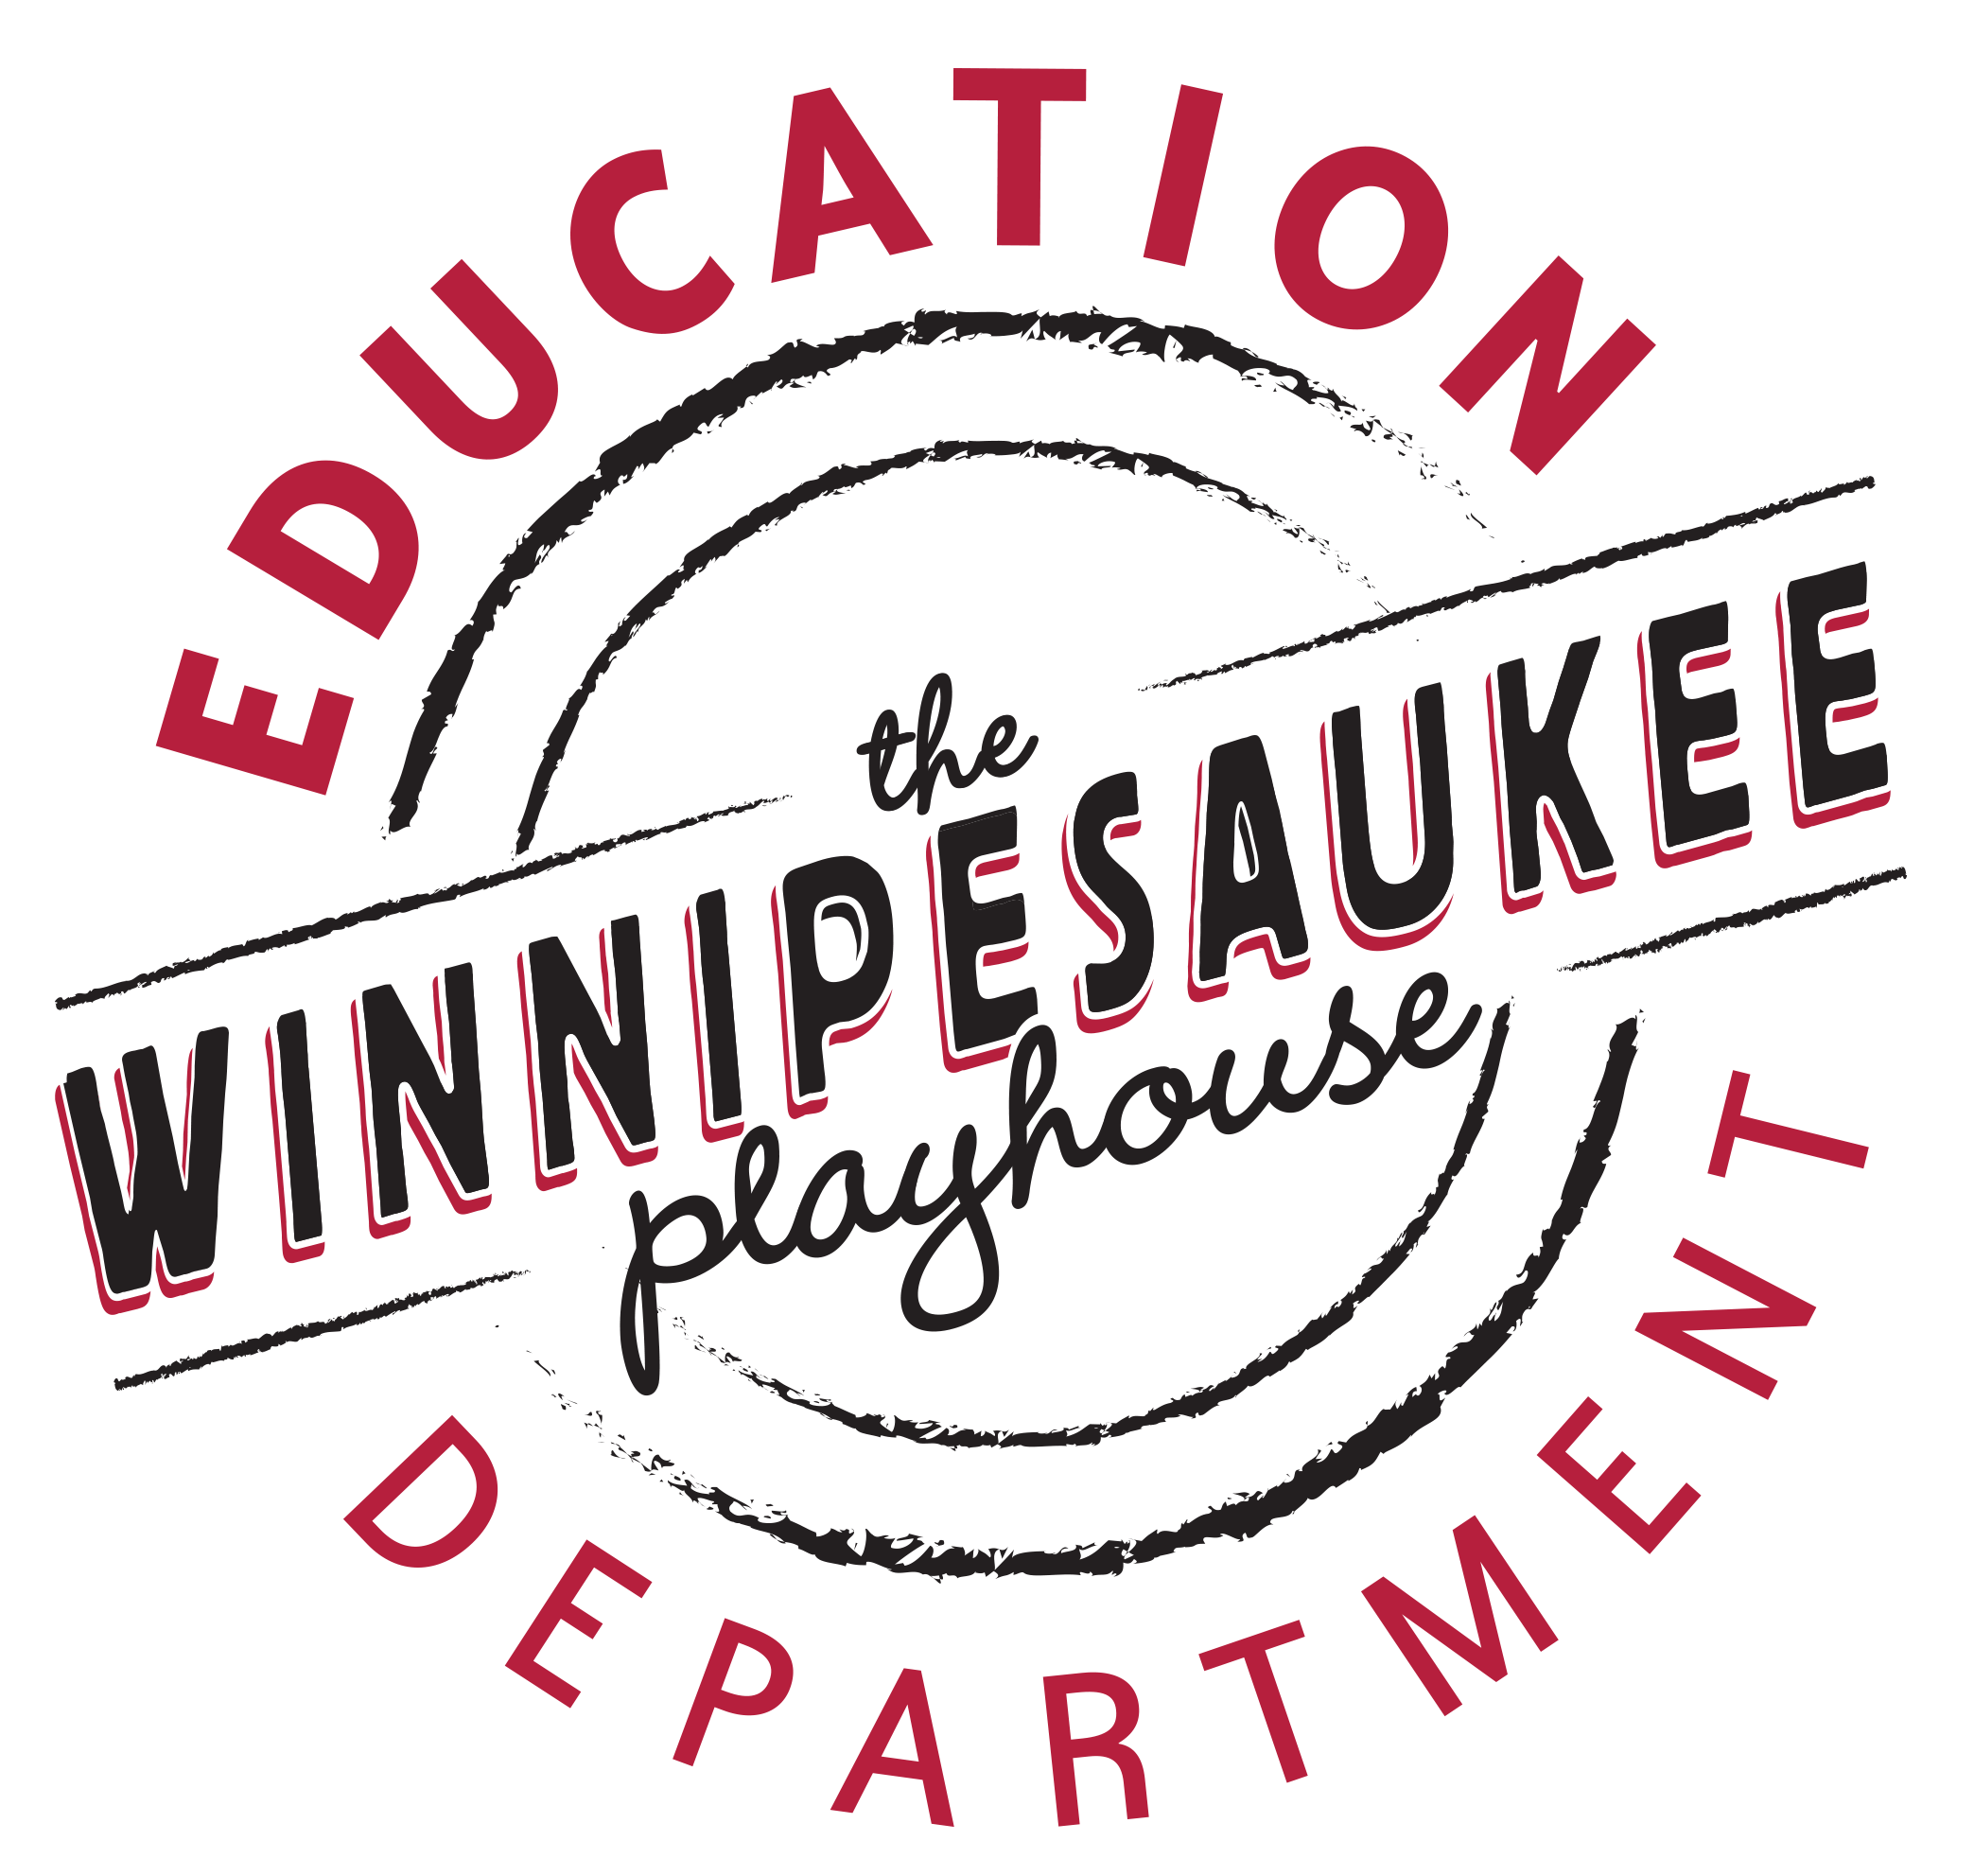 EDUCATION
the
WINNIPESAUKEE
playhouse
DEPARTMENT